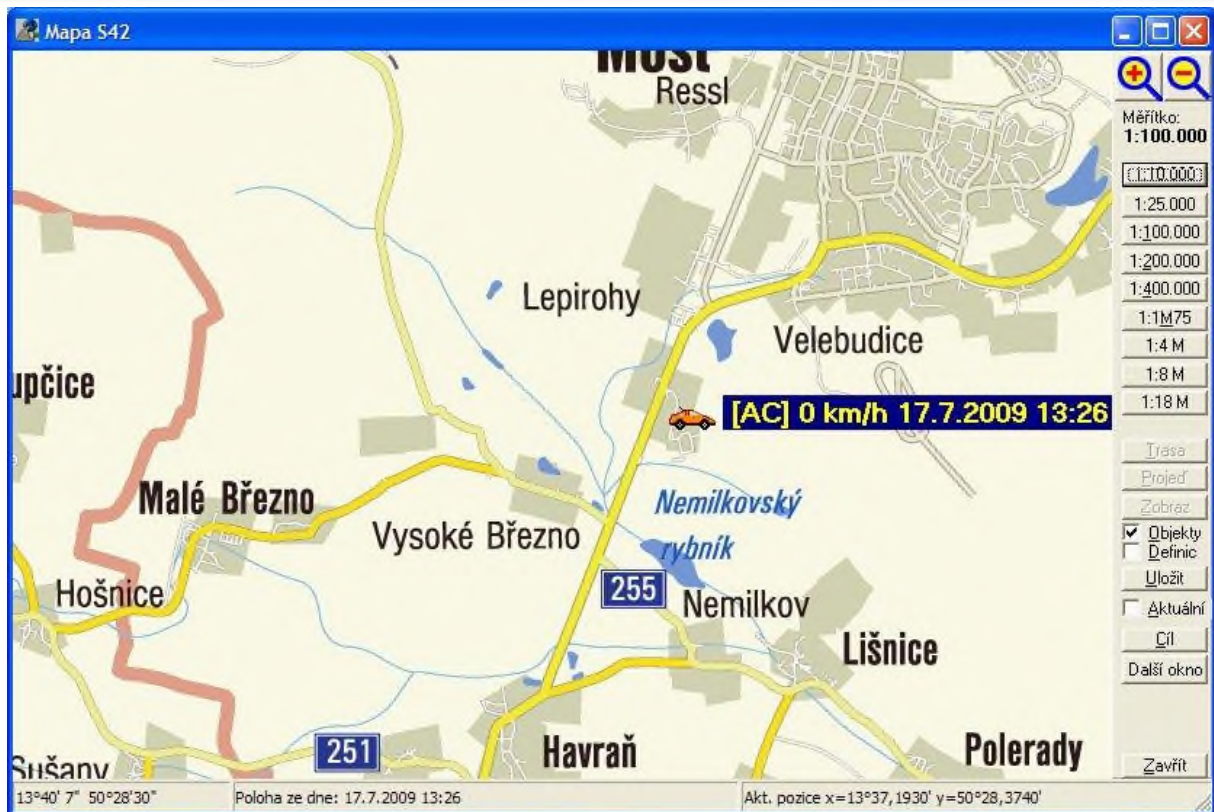 Mapa S42
Most
Ressl
Lepirohy
Velebudice
upčice
[AC] 0 km/h 17.7.2009 13:26
Malé Březno
Vysoké Březno
Nemilkovský
rybník
Hošnice
255
Nemilkov
Lišnice
251
Havraň
Polerady
Sušany
Měřítko:
1:100.000
1:10.000
1:25.000
1:100.000
1:200.000
1:400.000
1:1M75
1:4 M
1:8 M
1:18 M
Trasa
Projeď
Zobraz
Objekty
Definic
Uložit
Aktuální
Cíl
Další okno
Zavřít
13°40' 7" 50°28'30"
Poloha ze dne: 17.7.2009 13:26
Akt. pozice x=13°37,1930' y=50°28,3740'